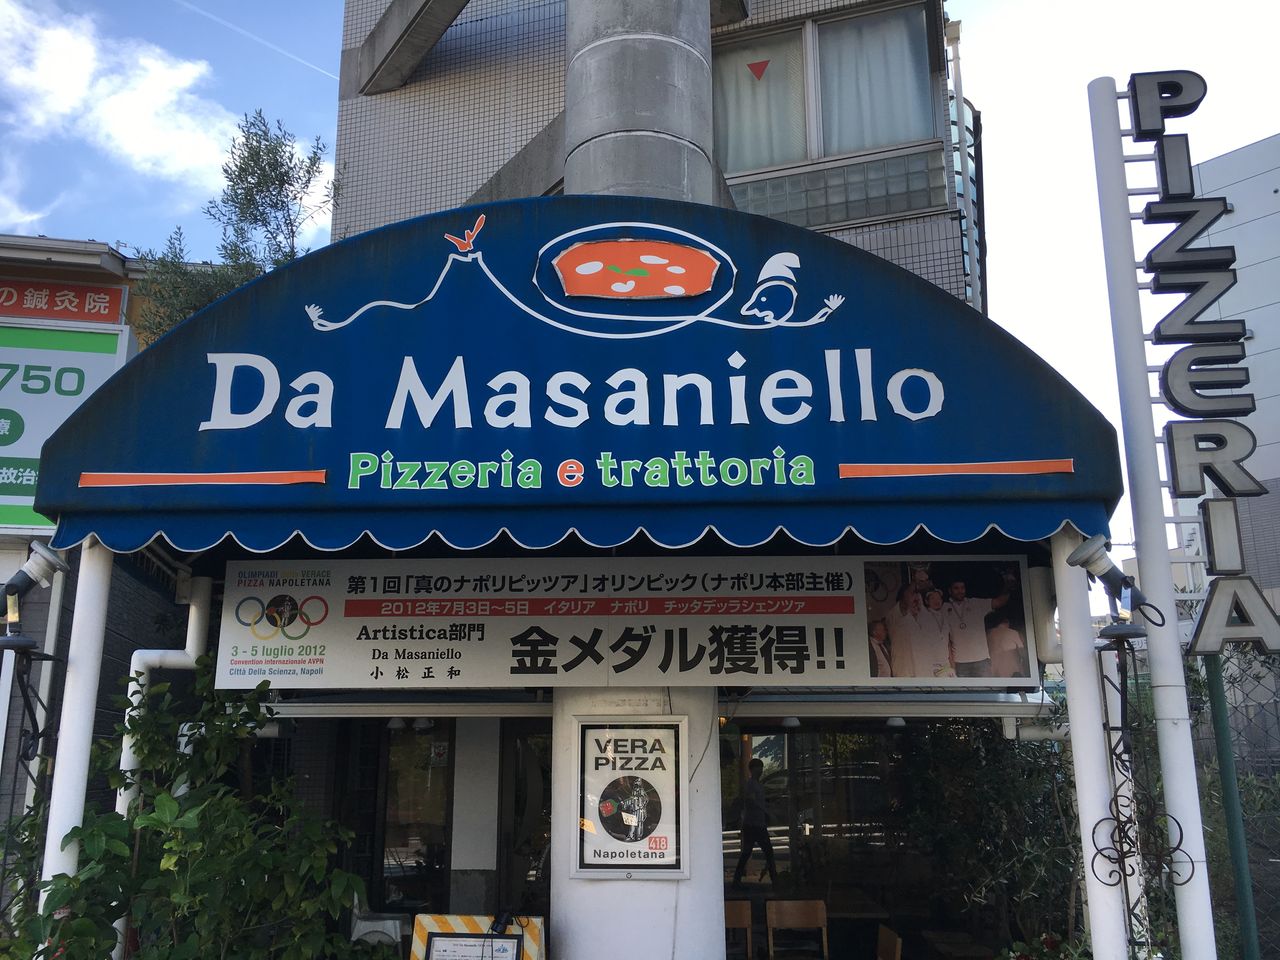 の鍼灸院
750
療
故治
Da Masaniello
Pizzeria e trattoria
PIZZERIA
OLIMPIADI della VERACE
PIZZA NAPOLETANA
3 - 5 luglio 2012
Convention internazionale AVPN
Città Della Scienza, Napoli
第1回「真のナポリピッツァ」オリンピック(ナポリ本部主催)
2012年7月3日〜5日 イタリア ナポリ チッタデッラシェンツァ
Artistica部門
Da Masaniello
小松正和
金メダル獲得!!
VERA
PIZZA
418
Napoletana